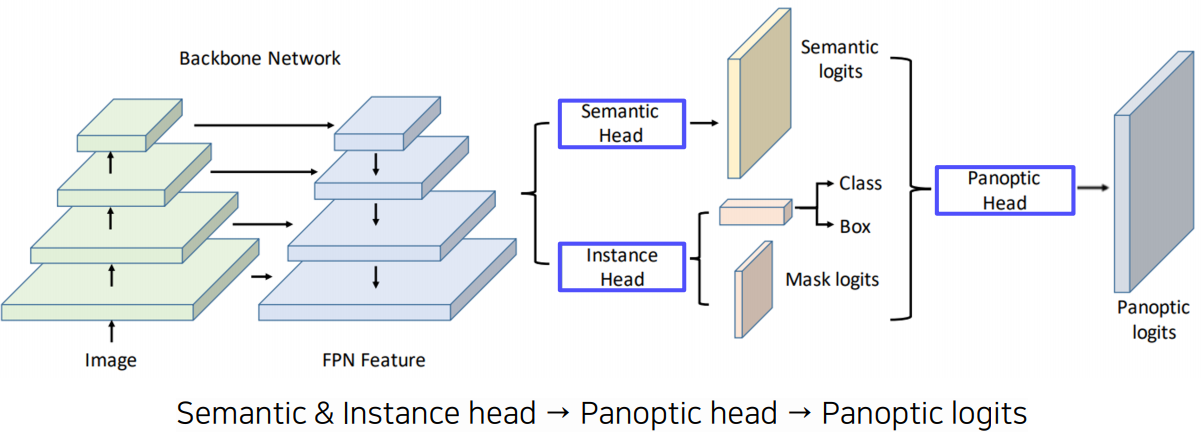 Backbone Network
Image
FPN Feature
Semantic
Head
Instance
Head
Semantic
logits
Class
Box
Mask logits
Panoptic
Head
Panoptic
logits
Semantic & Instance head → Panoptic head → Panoptic logits